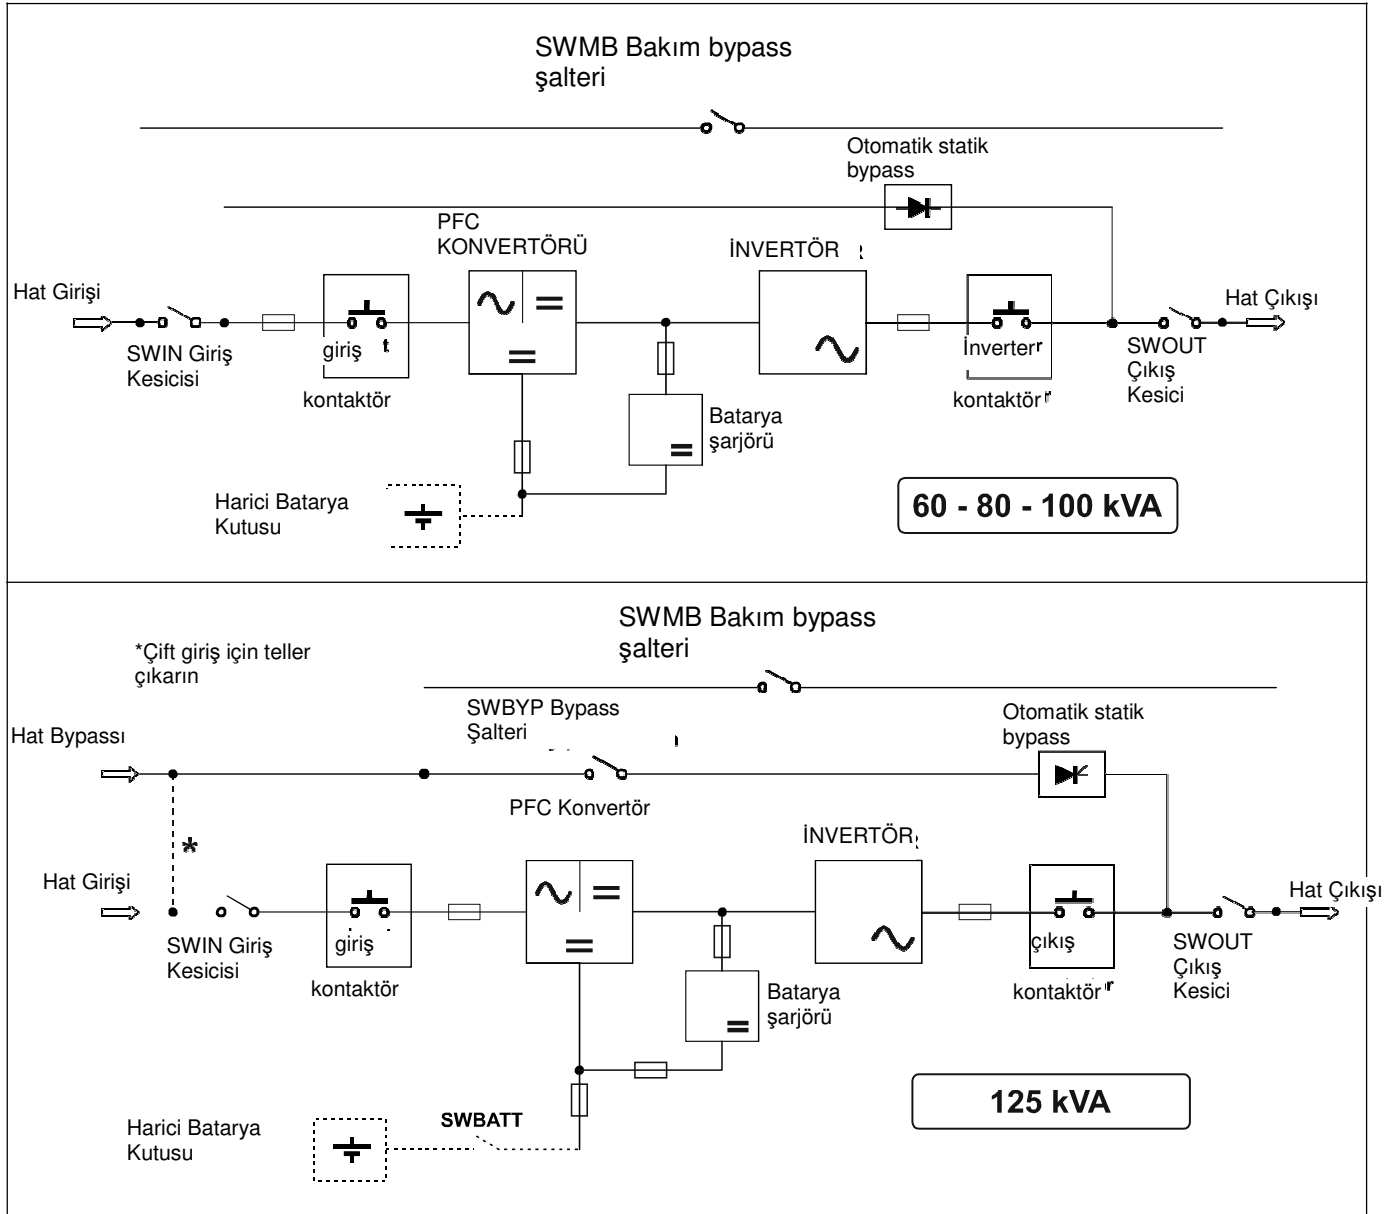 SWMB Bakım bypass
şalteri
Otomatik statik
bypass
PFC
KONVERTÖRÜ
İNVERTÖR
Hat Girişi
Hat Çıkışı
SWIN Giriş
Kesicisi
giriş
kontaktör
İnverter
kontaktör
SWOUT
Çıkış
Kesici
Batarya
şarjörü
Harici Batarya
Kutusu
60 - 80 - 100 kVA
SWMB Bakım bypass
şalteri
*Çift giriş için teller
çıkarın
SWBYP Bypass
Şalteri
Otomatik statik
bypass
Hat Bypassı
PFC Konvertör
*
İNVERTÖR
Hat Girişi
Hat Çıkışı
SWIN Giriş
Kesicisi
giriş
kontaktör
çıkış
kontaktör
SWOUT
Çıkış
Kesici
Batarya
şarjörü
125 kVA
SWBATT
Harici Batarya
Kutusu